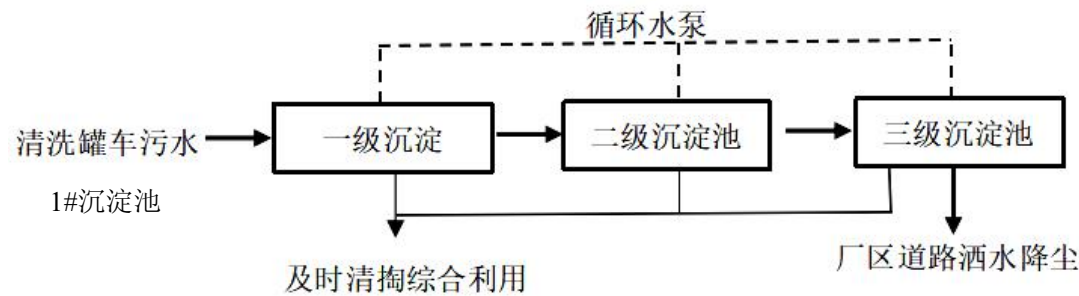 循环水泵
清洗罐车污水
一级沉淀
二级沉淀池
三级沉淀池
1#沉淀池
及时清掏综合利用
厂区道路洒水降尘